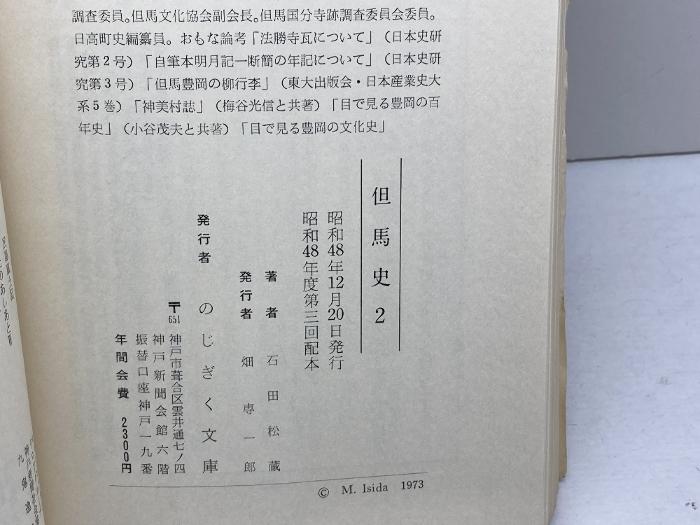 調査委員。但馬文化協会副会長。但馬国分寺跡調査委員会委員。
日高町史編纂員。おもな論考「法勝寺瓦について」(日本史研
究第2号)「自筆本明月記一断簡の年記について」(日本史研
究第3号)「但馬豊岡の柳行李」(東大出版会・日本産業史大
系5巻)「神美村誌」(梅谷光信と共著)「目で見る豊岡の百
年史」(小谷茂夫と共著)「目で見る豊岡の文化史」
但馬史2
昭和48年12月20日発行
昭和48年度第三回配本
著者 石田松蔵
発行者 畑専一郎
発行者 のじぎく文庫
〒651 神戸市葺合区雲井通七ノ四
神戸新聞会館六階
振替口座神戸一九番
年間会費 2300円
© M. Isida 1973